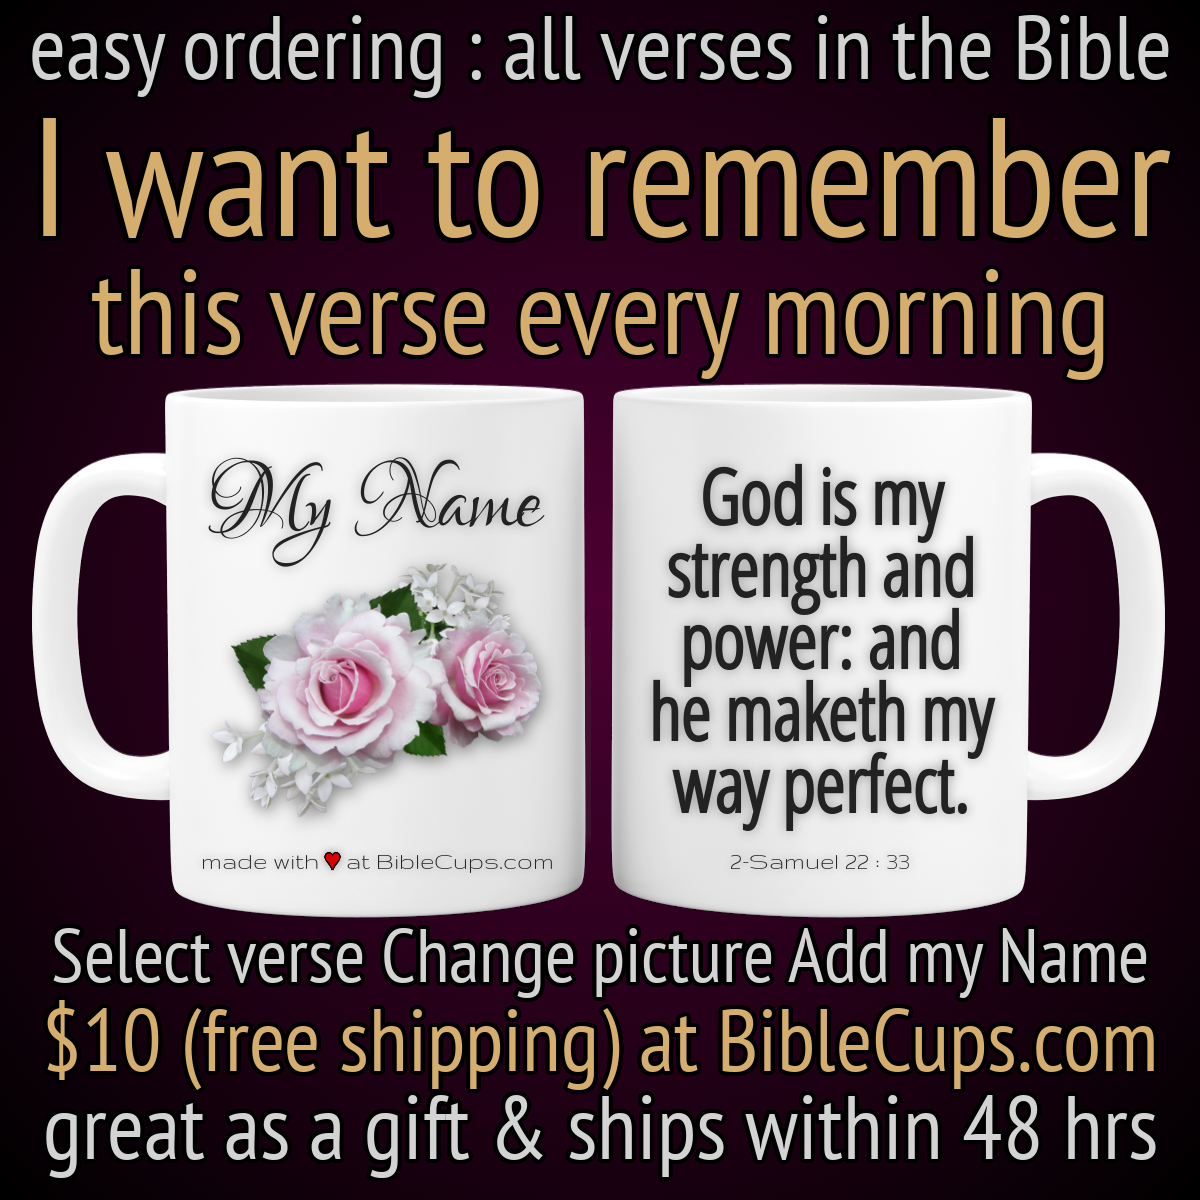 easy ordering : all verses in the Bible
I want to remember
this verse every morning
My Name
made with at BibleCups.com
God is my
strength and
power: and
he maketh my
way perfect.
2-Samuel 22 : 33
Select verse Change picture Add my Name
$10 (free shipping) at BibleCups.com
great as a gift & ships within 48 hrs